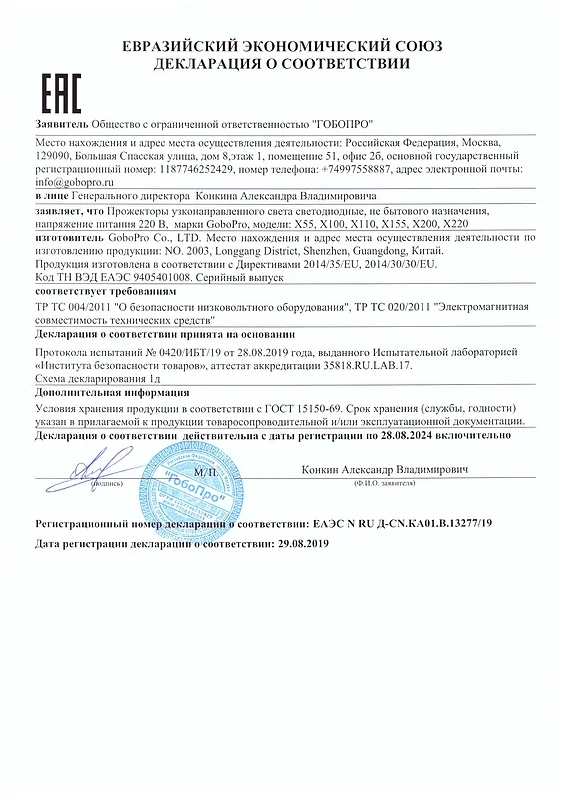 ЕВРАЗИЙСКИЙ ЭКОНОМИЧЕСКИЙ СОЮЗ
ДЕКЛАРАЦИЯ О СООТВЕТСТВИИ
ЕАС
Заявитель Общество с ограниченной ответственностью "ГОБОПРО"
Место нахождения и адрес места осуществления деятельности: Российская Федерация, Москва,
129090, Большая Спасская улица, дом 8,этаж 1, помещение 51, офис 2б, основной государственный
регистрационный номер: 1187746252429, номер телефона: +74997558887, адрес электронной почты:
info@gobopro.ru
в лице Генерального директора Конкина Александра Владимировича
заявляет, что Прожекторы узконаправленного света светодиодные, не бытового назначения,
напряжение питания 220 В, марки GoboPro, модели: X55, X100, X110, X155, X200, X220
изготовитель GoboPro Co., LTD. Место нахождения и адрес места осуществления деятельности по
изготовлению продукции: NO. 2003, Longgang District, Shenzhen, Guangdong, Китай.
Продукция изготовлена в соответствии с Директивами 2014/35/EU, 2014/30/30/EU.
Код ТН ВЭД ЕАЭС 9405401008. Серийный выпуск
соответствует требованиям
ТР ТС 004/2011 "О безопасности низковольтного оборудования", ТР ТС 020/2011 "Электромагнитная
совместимость технических средств"
Декларация о соответствии принята на основании
Протокола испытаний № 0420/ИБТ/19 от 28.08.2019 года, выданного Испытательной лабораторией
«Института безопасности товаров», аттестат аккредитации 35818.RU.LAB.17.
Схема декларирования 1д
Дополнительная информация
Условия хранения продукции в соответствии с ГОСТ 15150-69. Срок хранения (службы, годности)
указан в прилагаемой к продукции товаросопроводительной и/или эксплуатационной документации.
Декларация о соответствии действительна с даты регистрации по 28.08.2024 включительно
М.П. Конкин Александр Владимирович
(подпись) (Ф.И.О. заявителя)
"ГобоПро"
Регистрационный номер декларации о соответствии: ЕАЭС N RU Д-CN.КА01.В.13277/19
Дата регистрации декларации о соответствии: 29.08.2019